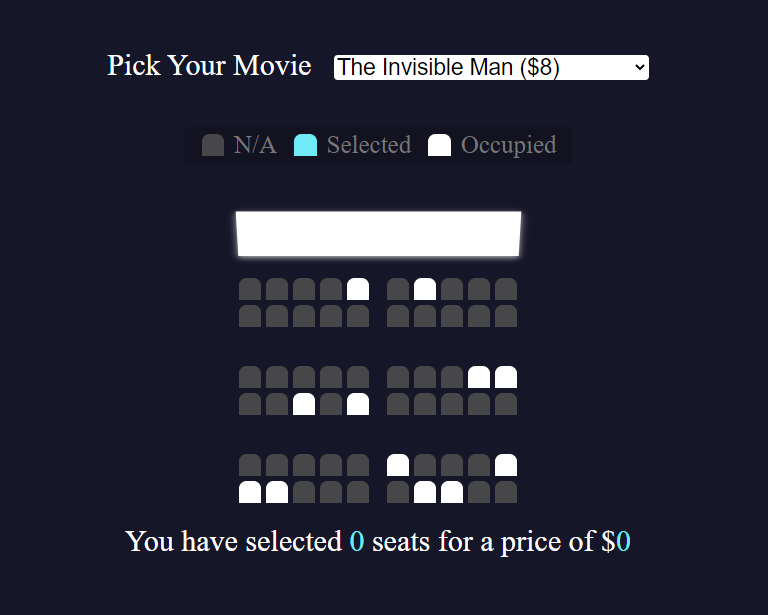 Pick Your Movie The Invisible Man ($8)
N/A Selected Occupied
You have selected 0 seats for a price of $0